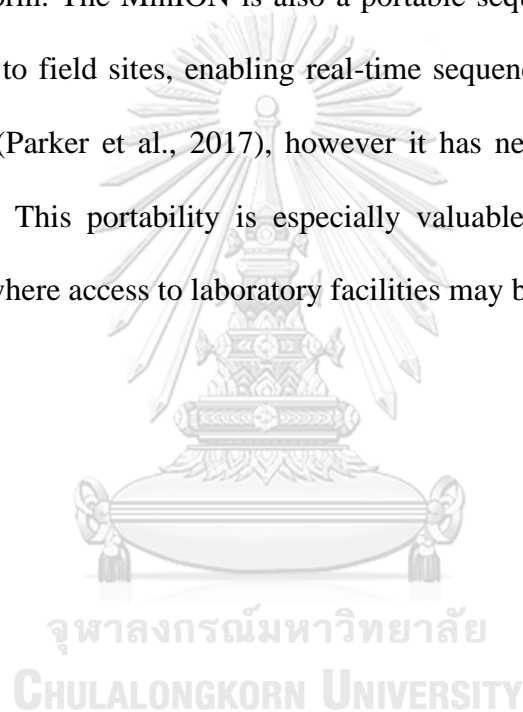 orm. The MinION is also a portable sequ
to field sites, enabling real-time sequenc
(Parker et al., 2017), however it has ne
This portability is especially valuable
where access to laboratory facilities may b
จุฬาลงกรณ์มหาวิทยาลัย
CHULALONGKORN UNIVERSITY